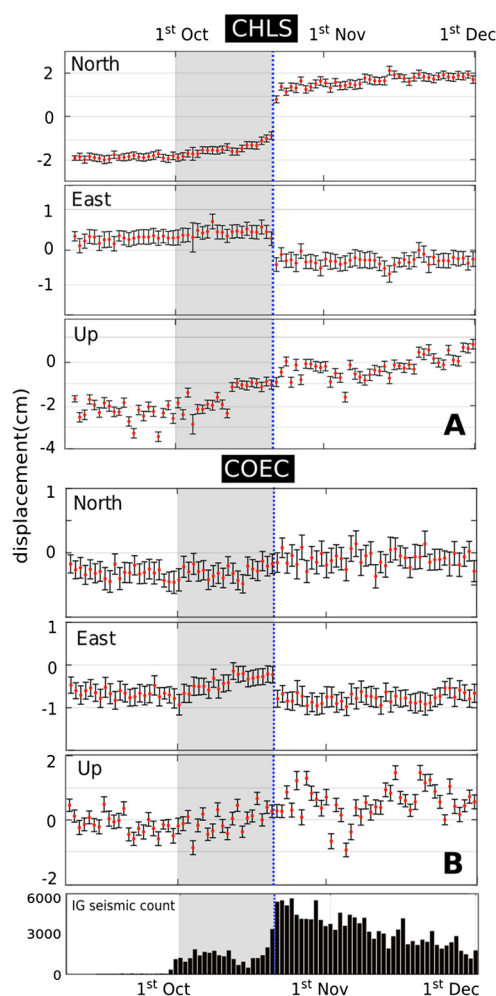 CHLS
1st Oct 1st Nov 1st Dec
North
2
0
-2
East
1
0
-1
Up
0
-2
-4
A
displacement(cm)
COEC
North
1
0
East
1
0
-1
Up
2
0
-2
B
IG seismic count
6000
3000
0
1st Oct 1st Nov 1st Dec